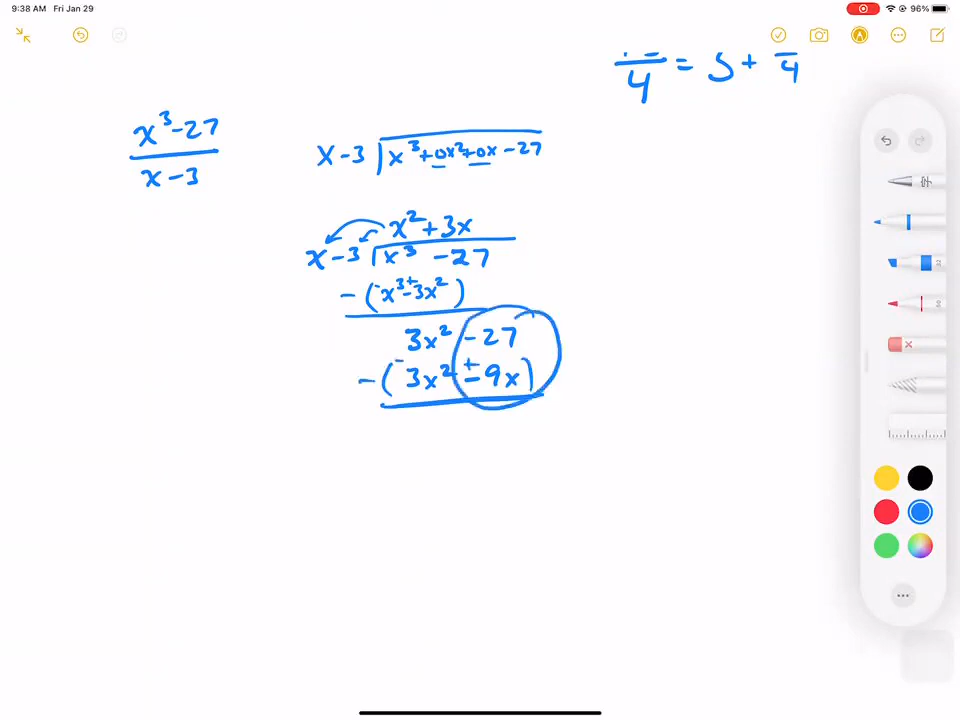 9:38 AM Fri Jan 29
96%
4 = 5 + 4
x³-27
x-3
x-3 x³+0x²+0x-27
x²+3x
x-3 x³ -27
-(x³-3x²)
3x² -27
-(3x² -9x)